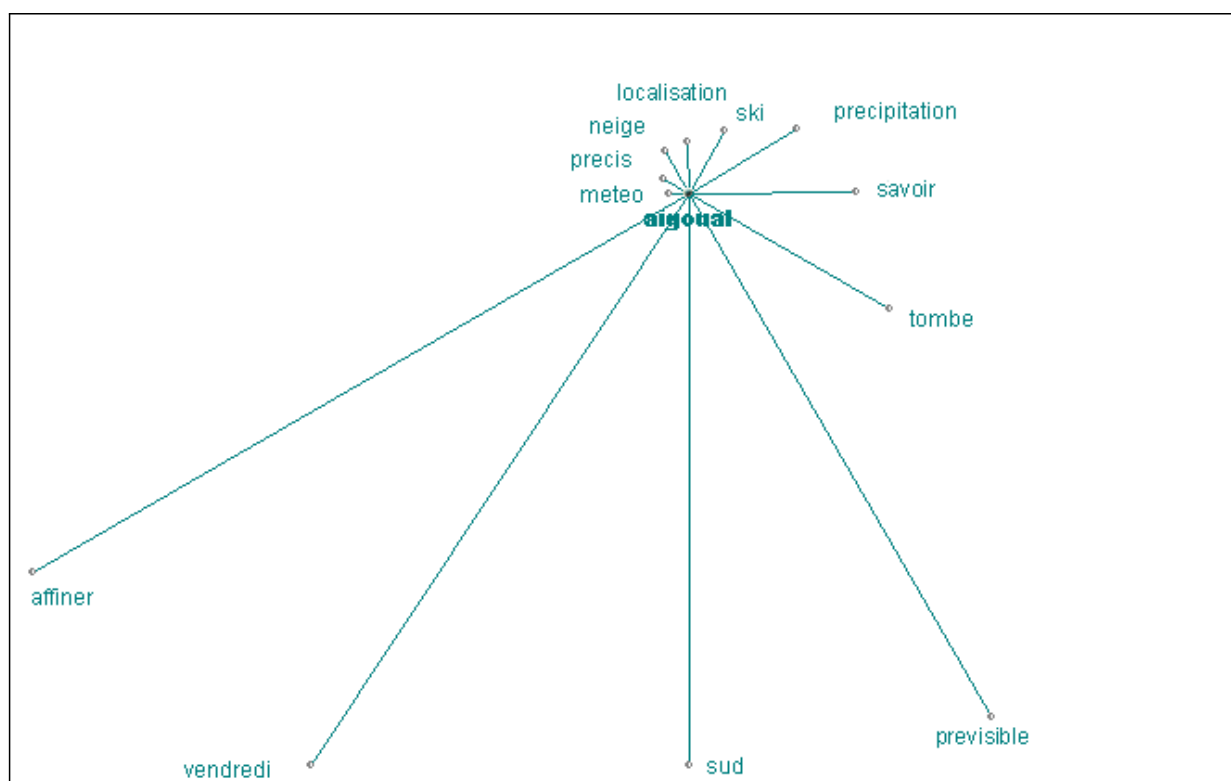 localisation
ski
precipitation
neige
precis
meteo
savoir
aigoual
tombe
affiner
previsible
vendredi
sud